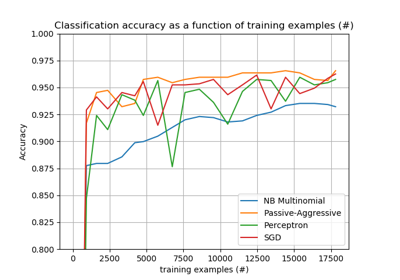 Classification accuracy as a function of training examples (#)
1.000
0.975
0.950
0.925
0.900
0.875
0.850
0.825
0.800
Accuracy
NB Multinomial
Passive-Aggressive
Perceptron
SGD
0 2500 5000 7500 10000 12500 15000 17500
training examples (#)